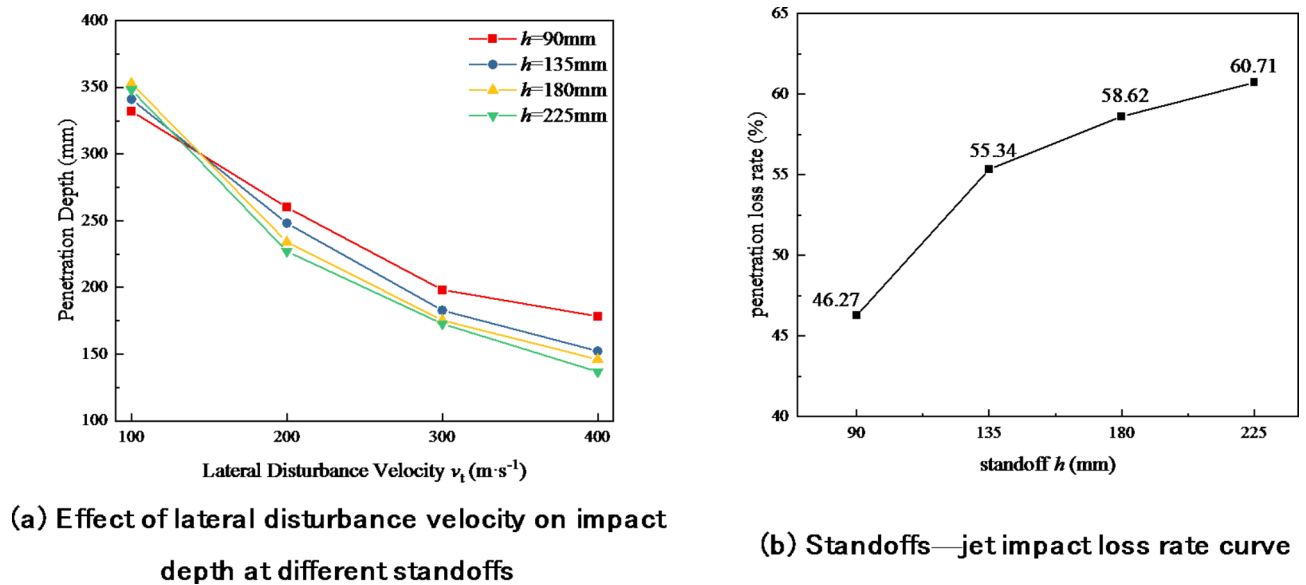 400
350
300
250
200
150
100
Penetration Depth (mm)
h=90mm
h=135mm
h=180mm
h=225mm
100 200 300 400
Lateral Disturbance Velocity vₜ (m·s⁻¹)
(a) Effect of lateral disturbance velocity on impact
depth at different standoffs
65
60
55
50
45
40
penetration loss rate (%)
46.27
55.34
58.62
60.71
90 135 180 225
standoff h (mm)
(b) Standoffs—jet impact loss rate curve